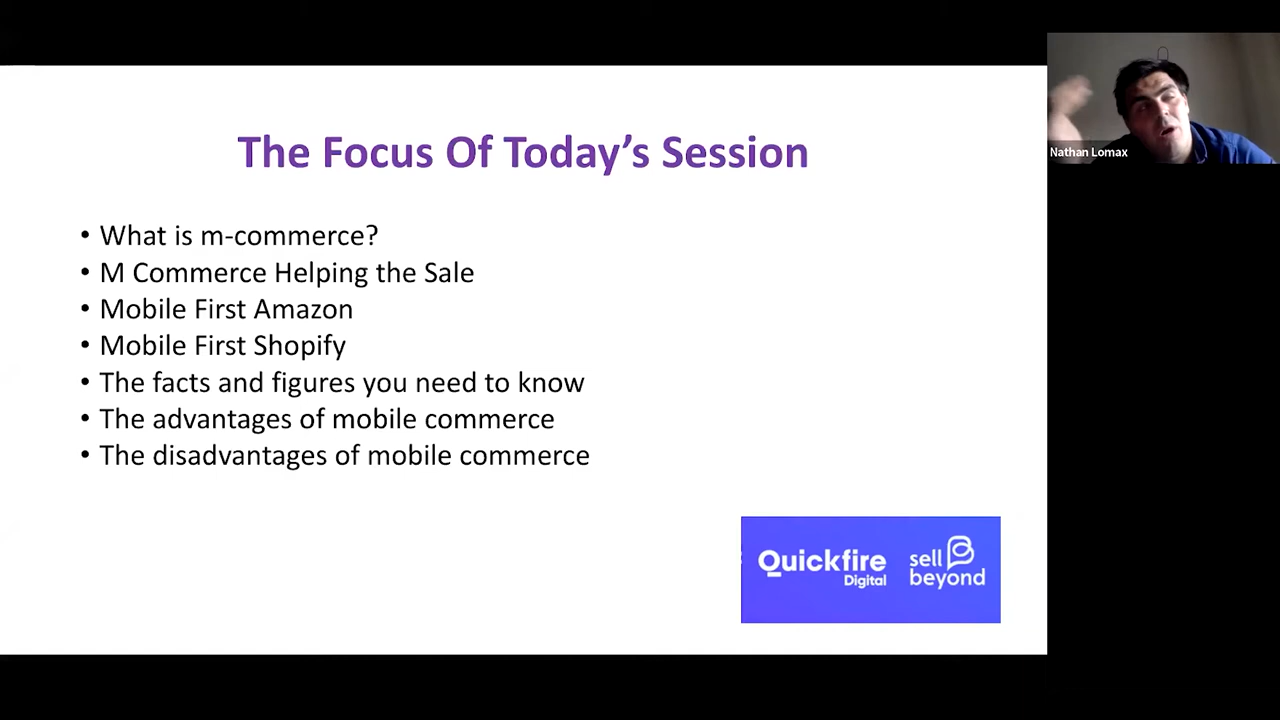 The Focus Of Today's Session
• What is m-commerce?
• M Commerce Helping the Sale
• Mobile First Amazon
• Mobile First Shopify
• The facts and figures you need to know
• The advantages of mobile commerce
• The disadvantages of mobile commerce
Quickfire
Digital
sell
beyond
Nathan Lomax